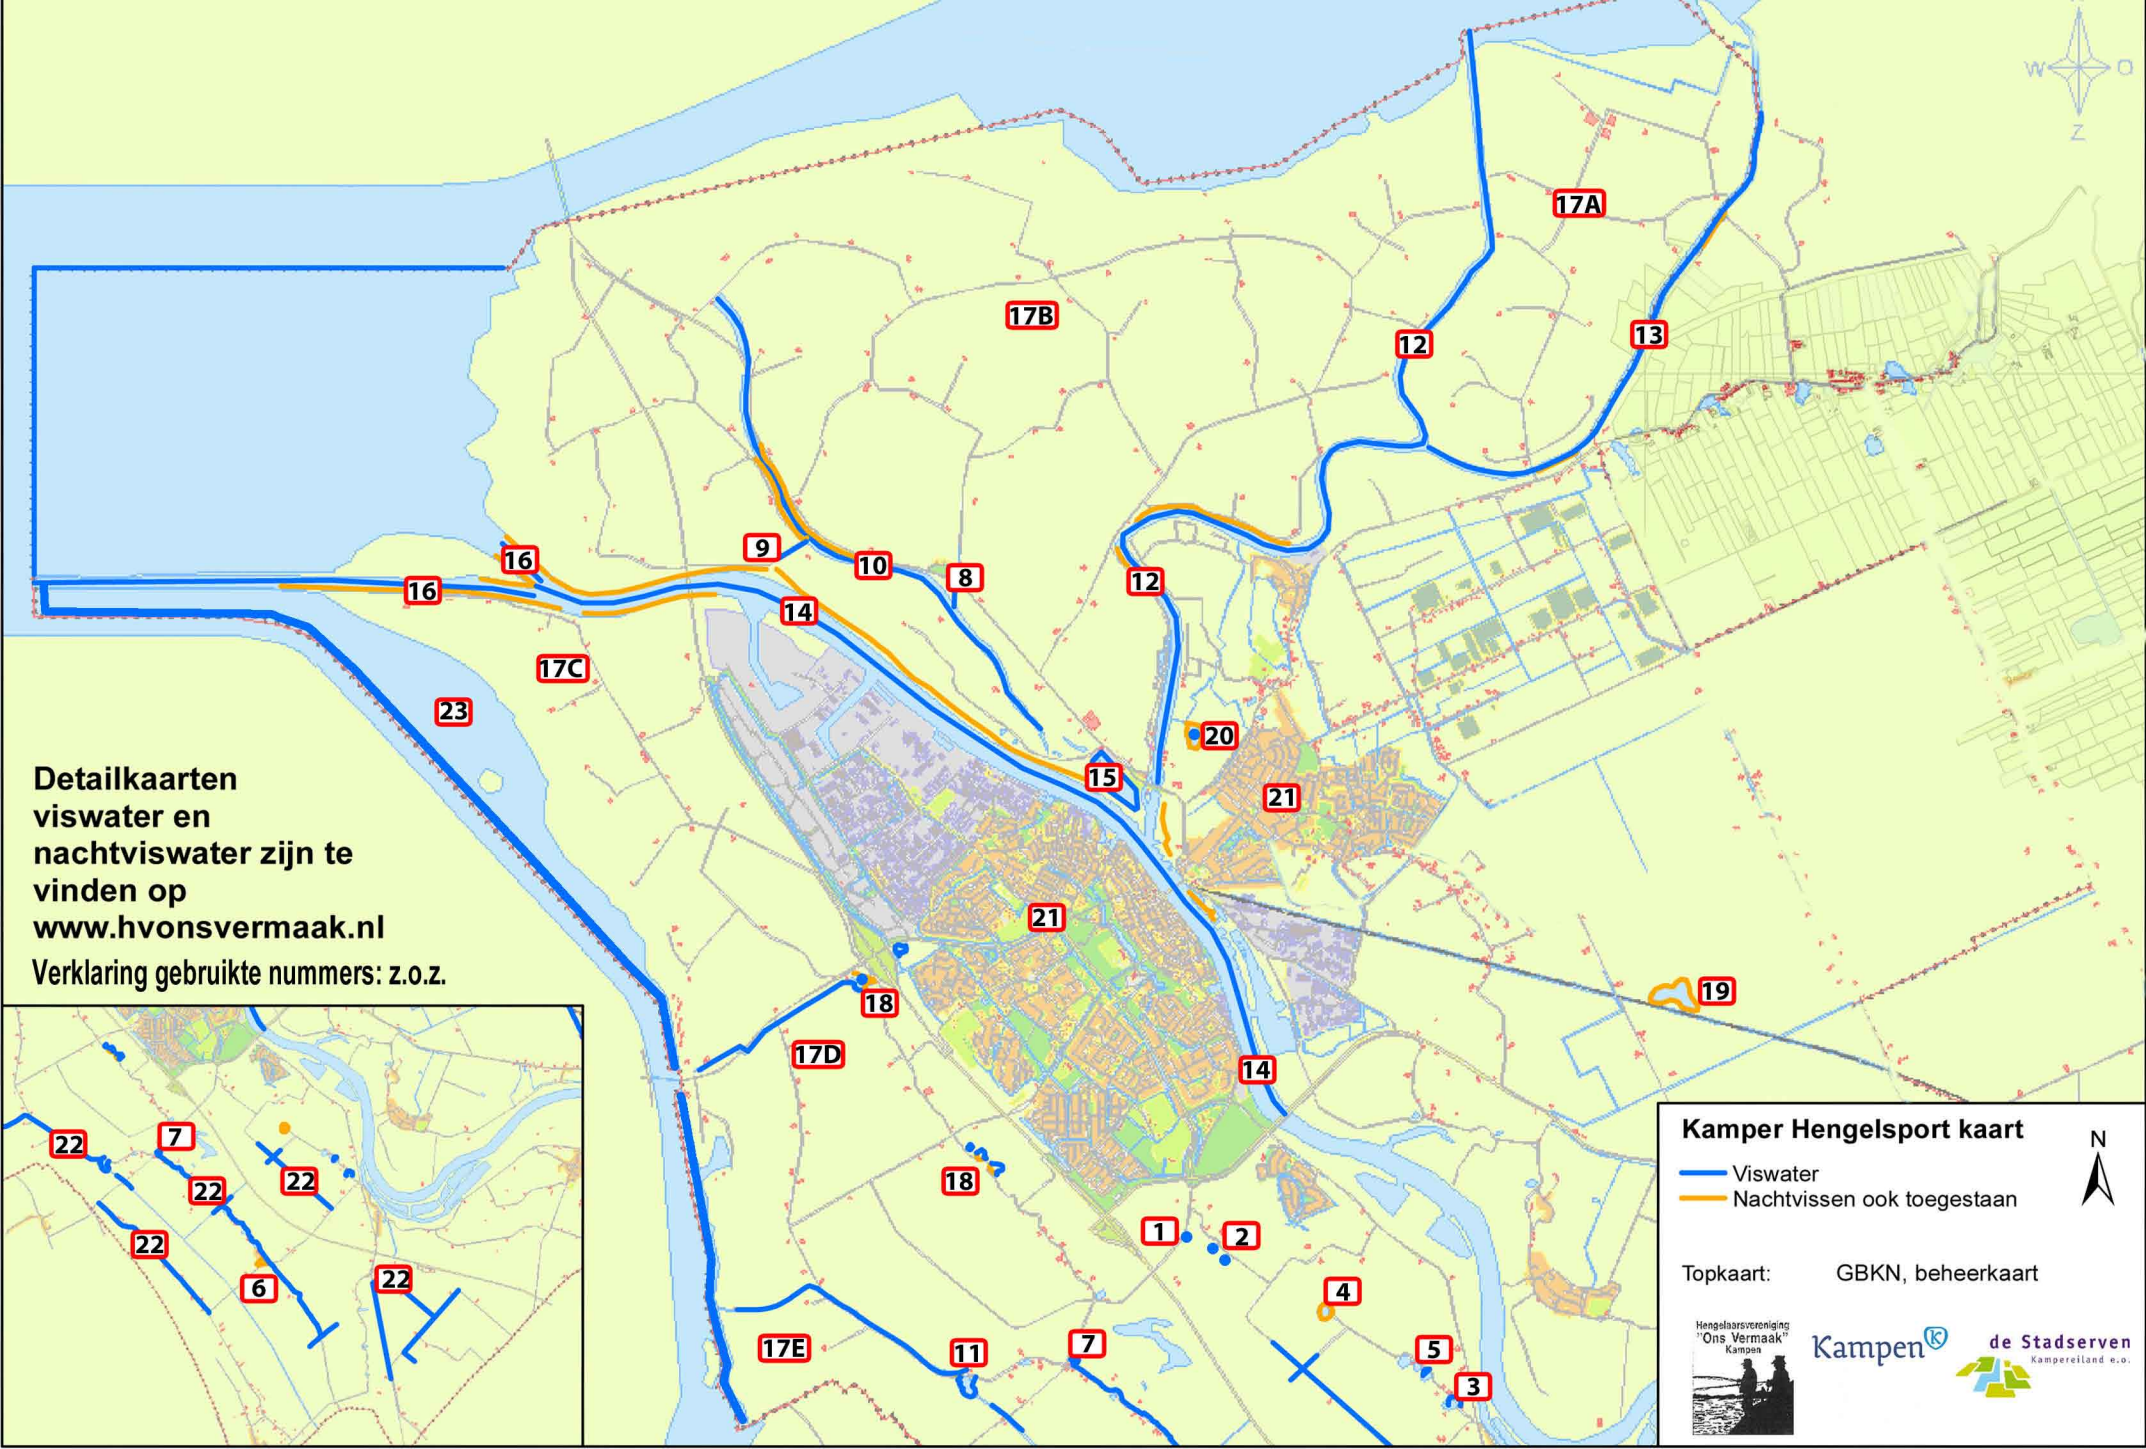 Z
W O
Z
17A
17B
12
13
16
9
10
8
12
16
14
17C
23
20
15
21
Detailkaarten
viswater en
nachtviswater zijn te
vinden op
www.hvonsvermaak.nl
Verklaring gebruikte nummers: z.o.z.
21
18
19
17D
14
18
1
2
4
17E
11
7
5
3
22
7
22
22
22
6
22
Kamper Hengelsport kaart
N
Viswater
Nachtvissen ook toegestaan
Topkaart: GBKN, beheerkaart
Hengelaarsvereniging
"Ons Vermaak"
Kampen
Kampen K
de Stadserven
Kampereiland e.o.